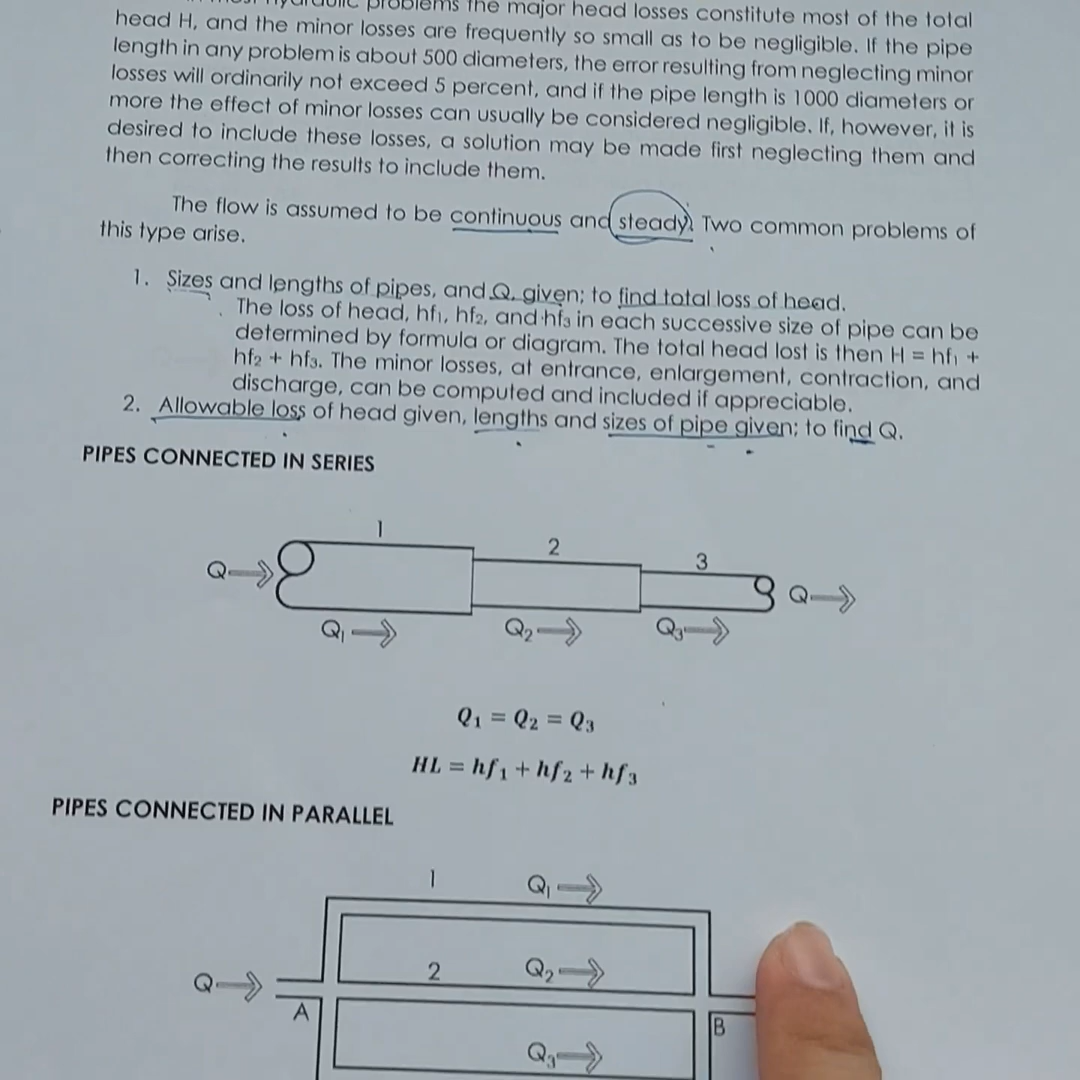 problems the major head losses constitute most of the total
head H, and the minor losses are frequently so small as to be negligible. If the pipe
length in any problem is about 500 diameters, the error resulting from neglecting minor
losses will ordinarily not exceed 5 percent, and if the pipe length is 1000 diameters or
more the effect of minor losses can usually be considered negligible. If, however, it is
desired to include these losses, a solution may be made first neglecting them and
then correcting the results to include them.
The flow is assumed to be continuous and steady. Two common problems of
this type arise.
1. Sizes and lengths of pipes, and Q, given; to find total loss of head.
The loss of head, hf₁, hf₂, and hf₃ in each successive size of pipe can be
determined by formula or diagram. The total head lost is then H = hf₁ +
hf₂ + hf₃. The minor losses, at entrance, enlargement, contraction, and
discharge, can be computed and included if appreciable.
2. Allowable loss of head given, lengths and sizes of pipe given; to find Q.
PIPES CONNECTED IN SERIES
1
2
3
Q
Q
Q₁
Q₂
Q₃
Q₁ = Q₂ = Q₃
HL = hf₁ + hf₂ + hf₃
PIPES CONNECTED IN PARALLEL
1
Q₁
2
Q₂
Q
A
B
Q₃